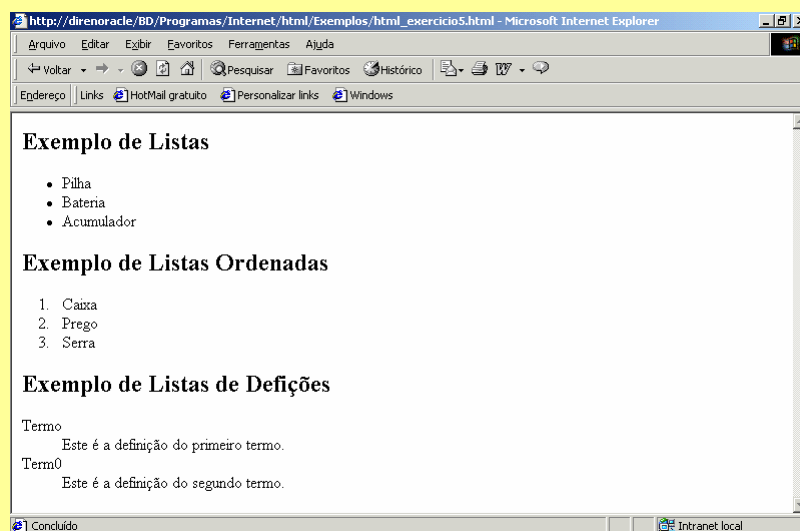 http://direnoracle/BD/Programas/Internet/html/Exemplos/html_exercicio5.html - Microsoft Internet Explorer
Arquivo Editar Exibir Favoritos Ferramentas Ajuda
Voltar Pesquisar Favoritos Histórico
Endereço Links HotMail gratuito Personalizar links Windows
Exemplo de Listas
• Pilha
• Bateria
• Acumulador
Exemplo de Listas Ordenadas
1. Caixa
2. Prego
3. Serra
Exemplo de Listas de Defições
Termo
Este é a definição do primeiro termo.
Term0
Este é a definição do segundo termo.
Concluído Intranet local